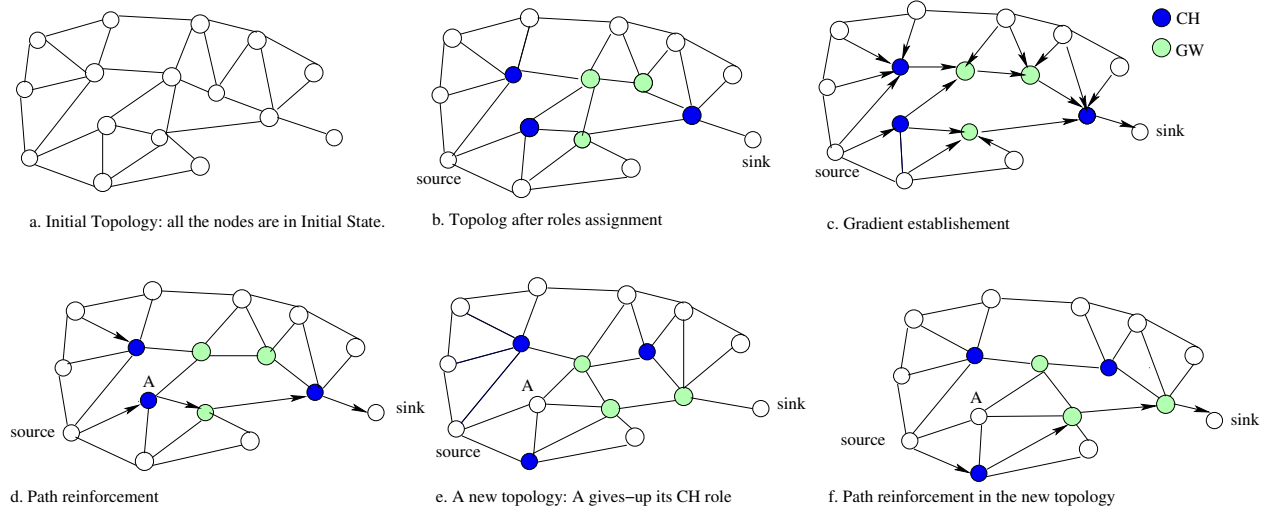 CH
GW
sink
source
sink
source
a. Initial Topology: all the nodes are in Initial State.
b. Topolog after roles assignment
c. Gradient establishement
A
source
sink
A
source
sink
A
source
sink
d. Path reinforcement
e. A new topology: A gives−up its CH role
f. Path reinforcement in the new topology